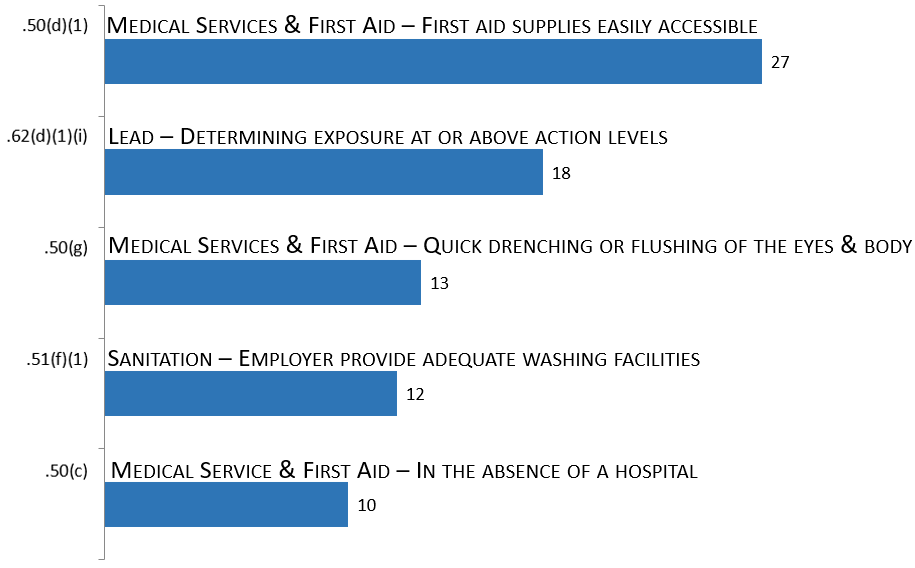 .50(d)(1) Medical Services & First Aid – First aid supplies easily accessible
27
.62(d)(1)(i) Lead – Determining exposure at or above action levels
18
.50(g) Medical Services & First Aid – Quick drenching or flushing of the eyes & body
13
.51(f)(1) Sanitation – Employer provide adequate washing facilities
12
.50(c) Medical Service & First Aid – In the absence of a hospital
10